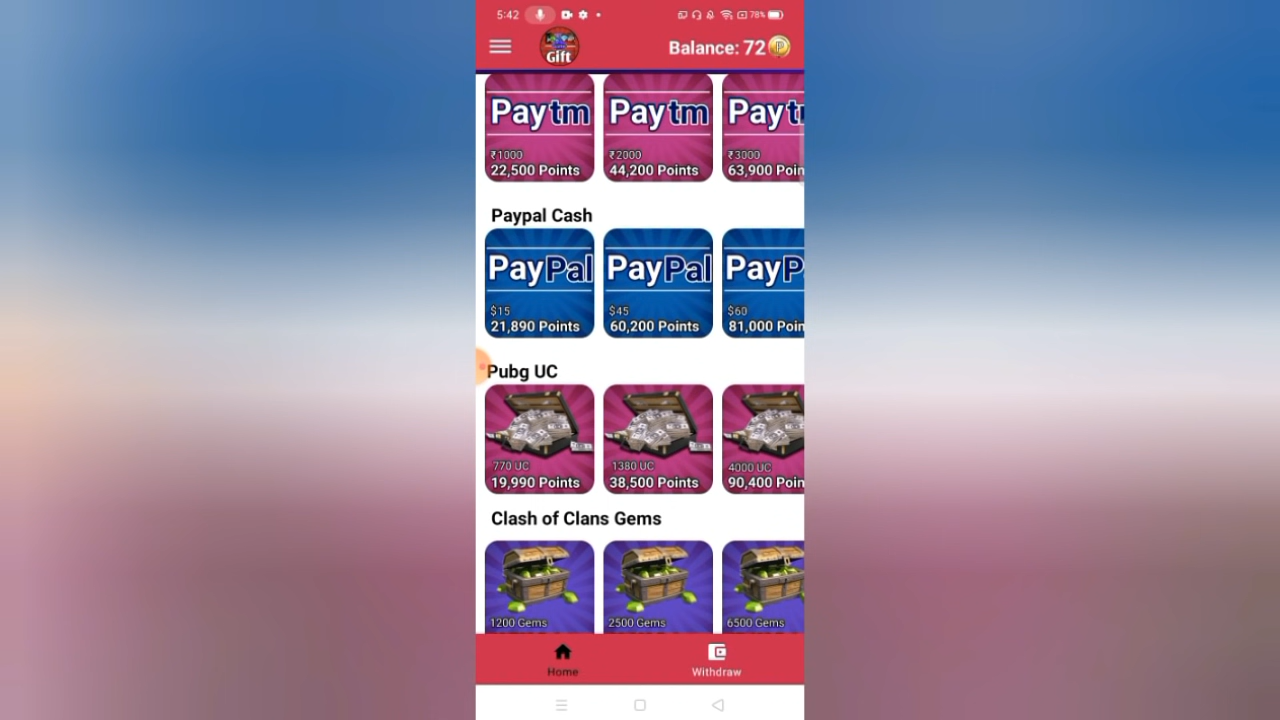 5:42
78%
Gift
Balance: 72
Paytm
Paytm
Payt
₹1000
₹2000
₹3000
22,500 Points
44,200 Points
63,900 Poin
Paypal Cash
PayPal
PayPal
PayP
$15
$45
$60
21,890 Points
60,200 Points
81,000 Poin
Pubg UC
770 UC
1380 UC
4000 UC
19,990 Points
38,500 Points
90,400 Poin
Clash of Clans Gems
1200 Gems
2500 Gems
6500 Gems
Home
Withdraw